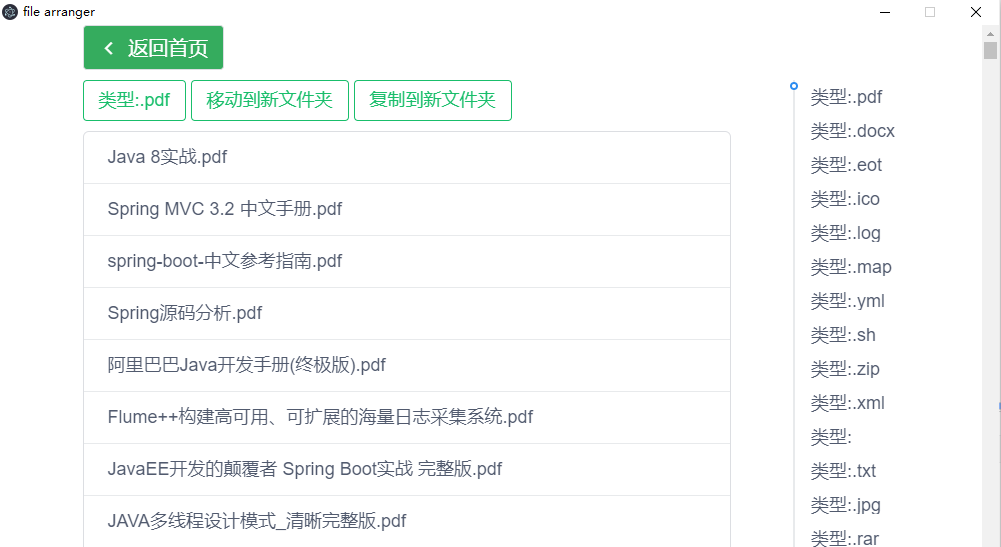 file arranger
返回首页
类型:.pdf 移动到新文件夹 复制到新文件夹
Java 8实战.pdf
Spring MVC 3.2 中文手册.pdf
spring-boot-中文参考指南.pdf
Spring源码分析.pdf
阿里巴巴Java开发手册(终极版).pdf
Flume++构建高可用、可扩展的海量日志采集系统.pdf
JavaEE开发的颠覆者 Spring Boot实战 完整版.pdf
JAVA多线程设计模式_清晰完整版.pdf
类型:.pdf
类型:.docx
类型:.eot
类型:.ico
类型:.log
类型:.map
类型:.yml
类型:.sh
类型:.zip
类型:.xml
类型:
类型:.txt
类型:.jpg
类型:.rar